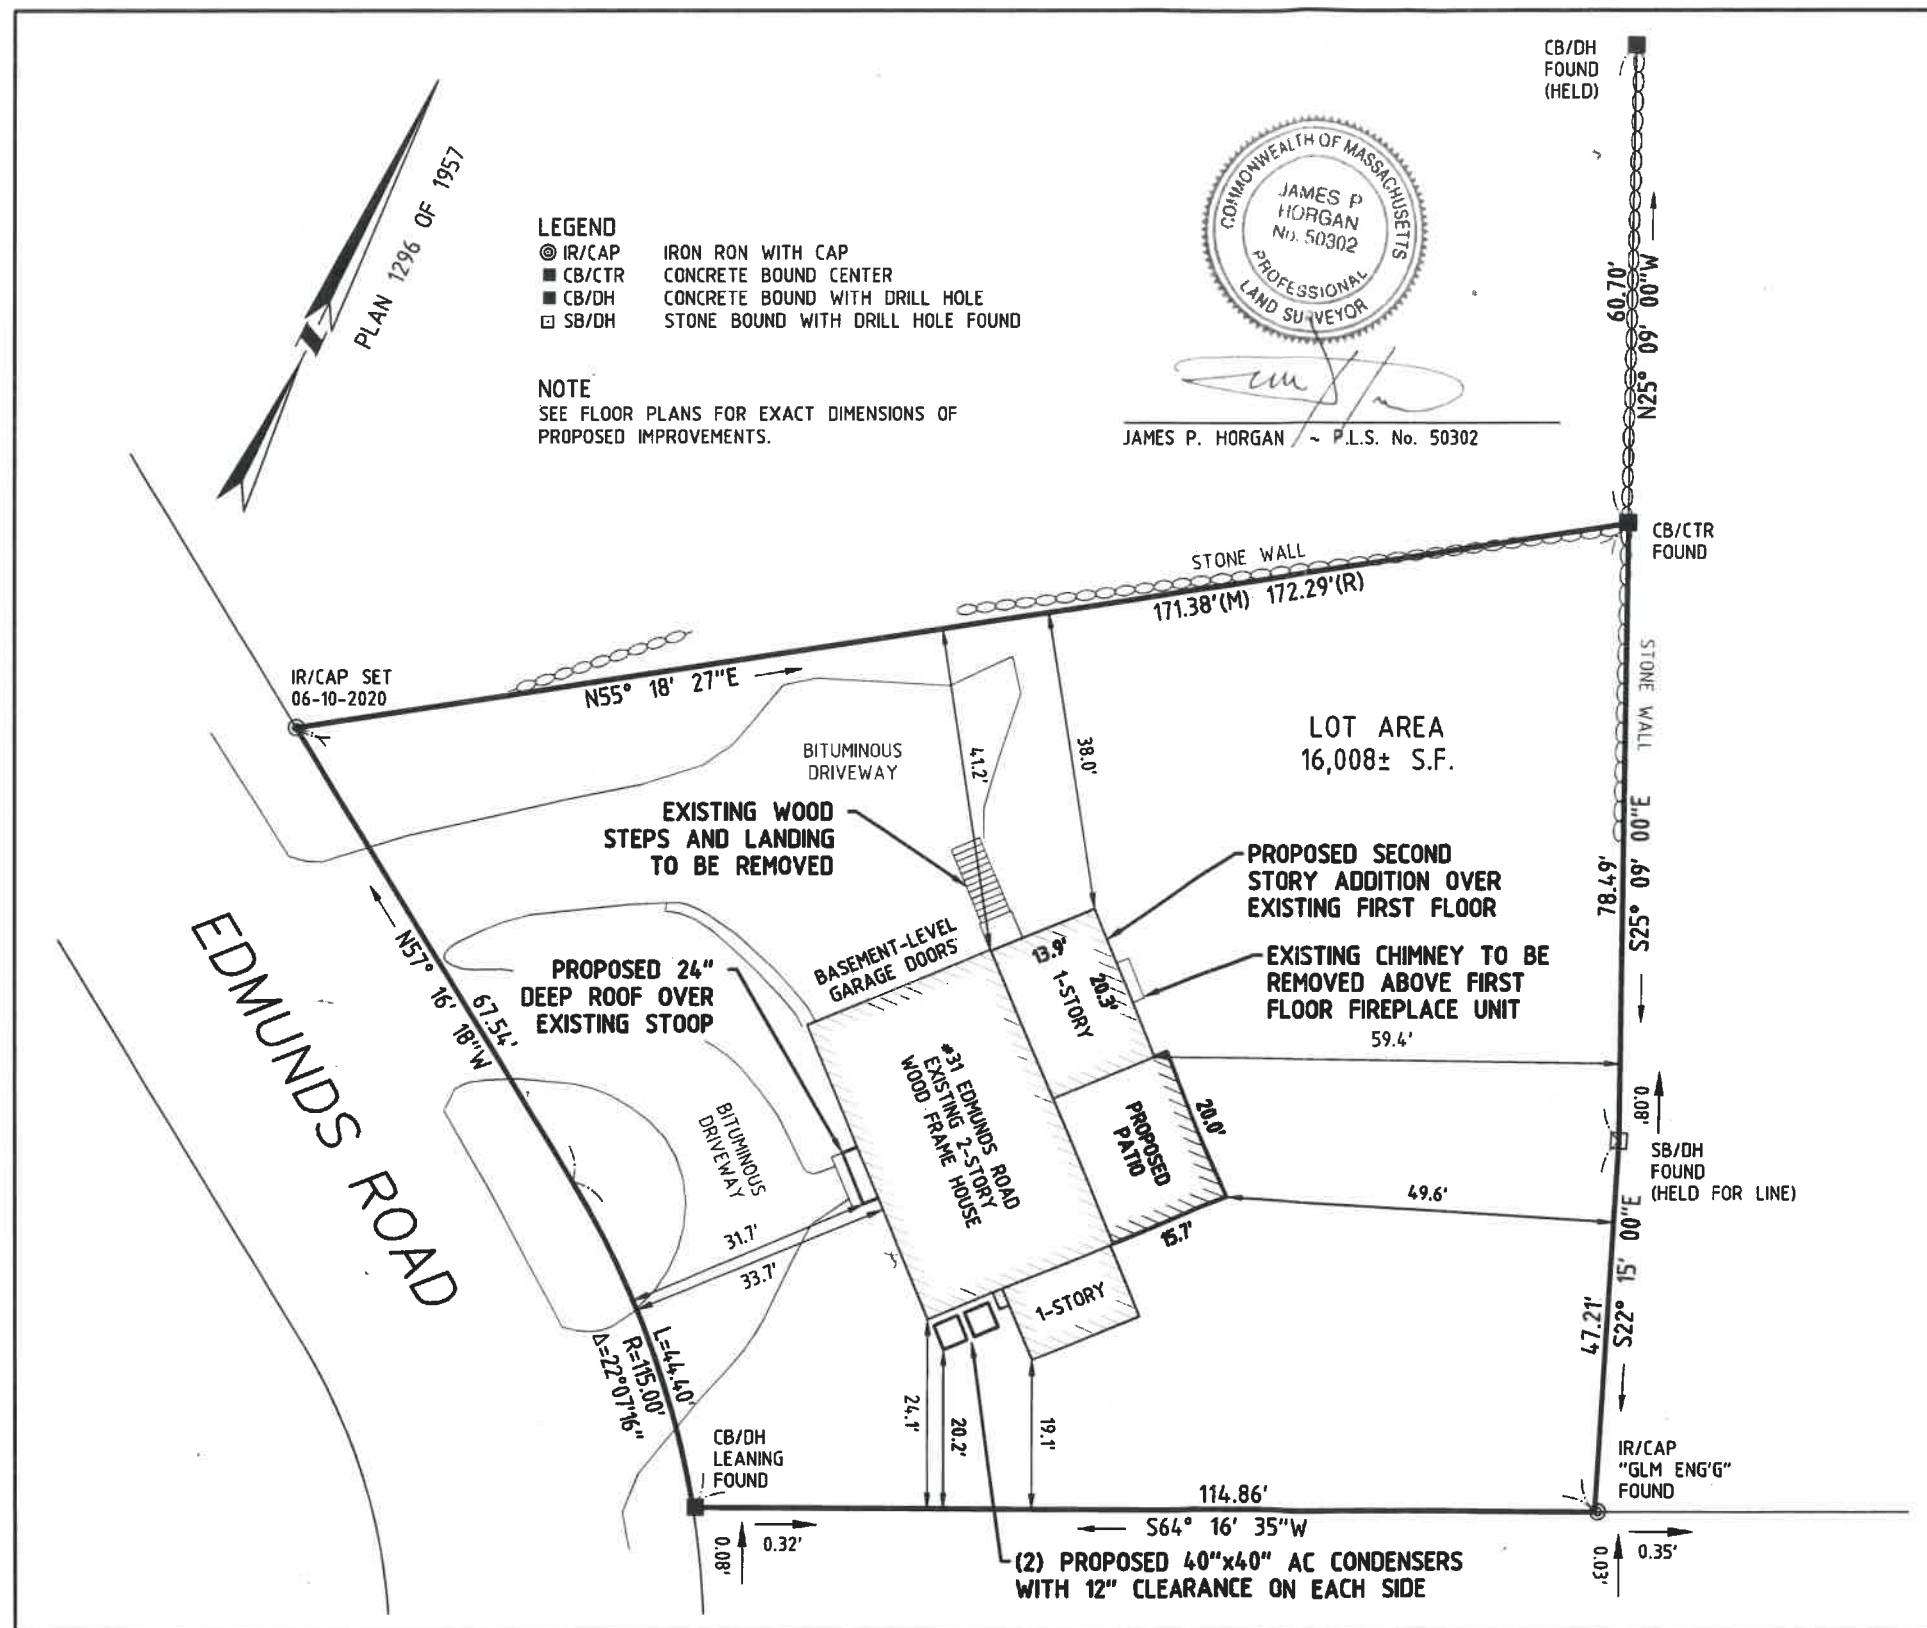 CB/DH
FOUND
(HELD)
PLAN 1296 OF 1957
LEGEND
IR/CAP IRON RON WITH CAP
CB/CTR CONCRETE BOUND CENTER
CB/DH CONCRETE BOUND WITH DRILL HOLE
SB/DH STONE BOUND WITH DRILL HOLE FOUND
NOTE
SEE FLOOR PLANS FOR EXACT DIMENSIONS OF
PROPOSED IMPROVEMENTS.
COMMONWEALTH OF MASSACHUSETTS
JAMES P
HORGAN
No. 50302
PROFESSIONAL
LAND SURVEYOR
JAMES P. HORGAN ~ P.L.S. No. 50302
60.70'
N25° 09' 00"W
CB/CTR
FOUND
STONE WALL
171.38'(M) 172.29'(R)
IR/CAP SET
06-10-2020
N55° 18' 27"E
STONE WALL
LOT AREA
16,008± S.F.
BITUMINOUS
DRIVEWAY
41.2'
38.0'
EXISTING WOOD
STEPS AND LANDING
TO BE REMOVED
PROPOSED SECOND
STORY ADDITION OVER
EXISTING FIRST FLOOR
78.49'
S25° 09' 00"E
EXISTING CHIMNEY TO BE
REMOVED ABOVE FIRST
FLOOR FIREPLACE UNIT
BASEMENT-LEVEL
GARAGE DOORS
13.9'
20.3'
1-STORY
PROPOSED 24"
DEEP ROOF OVER
EXISTING STOOP
67.54'
N57° 16' 18"W
EDMUNDS ROAD
59.4'
#31 EDMUNDS ROAD
EXISTING 2-STORY
WOOD FRAME HOUSE
PROPOSED
PATIO
20.0'
15.7'
BITUMINOUS
DRIVEWAY
0.08'
SB/DH
FOUND
(HELD FOR LINE)
49.6'
31.7'
33.7'
1-STORY
47.21'
S22° 15' 00"E
L=44.40'
R=115.00'
Δ=22°07'16"
24.1'
20.2'
19.1'
CB/DH
LEANING
FOUND
IR/CAP
"GLM ENG'G"
FOUND
114.86'
S64° 16' 35"W
0.08'
0.32'
0.03'
0.35'
(2) PROPOSED 40"x40" AC CONDENSERS
WITH 12" CLEARANCE ON EACH SIDE